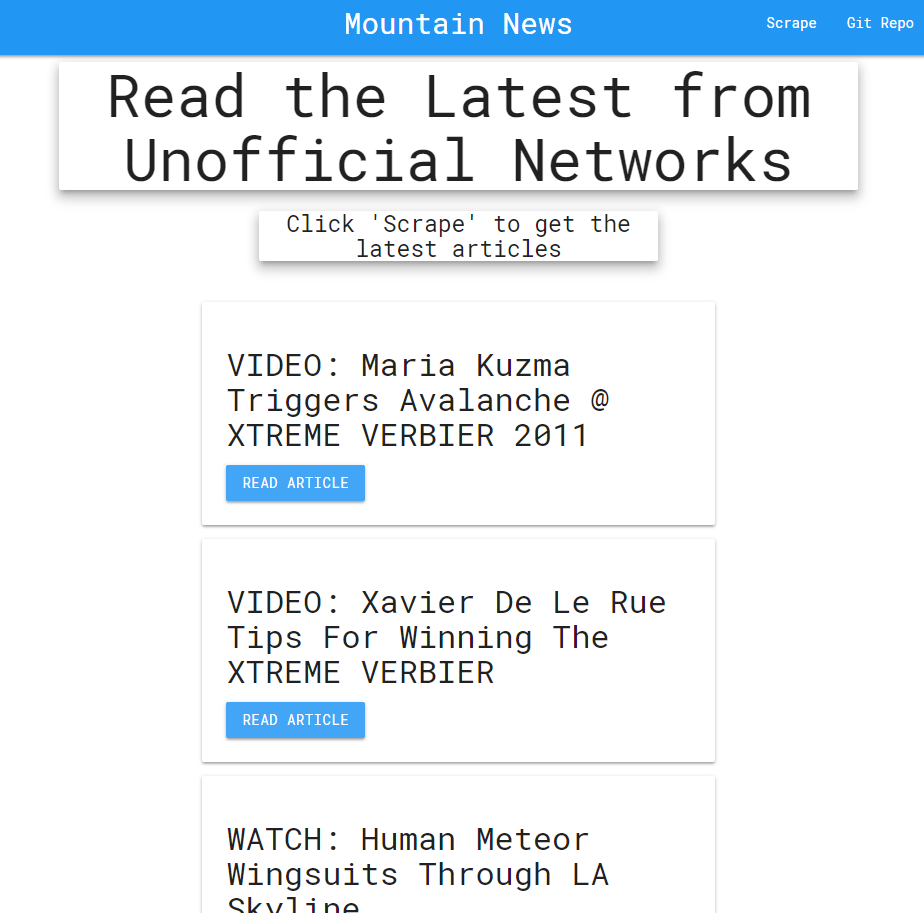 Mountain News
Scrape
Git Repo
Read the Latest from
Unofficial Networks
Click 'Scrape' to get the
latest articles
VIDEO: Maria Kuzma
Triggers Avalanche @
XTREME VERBIER 2011
READ ARTICLE
VIDEO: Xavier De Le Rue
Tips For Winning The
XTREME VERBIER
READ ARTICLE
WATCH: Human Meteor
Wingsuits Through LA
Skyline